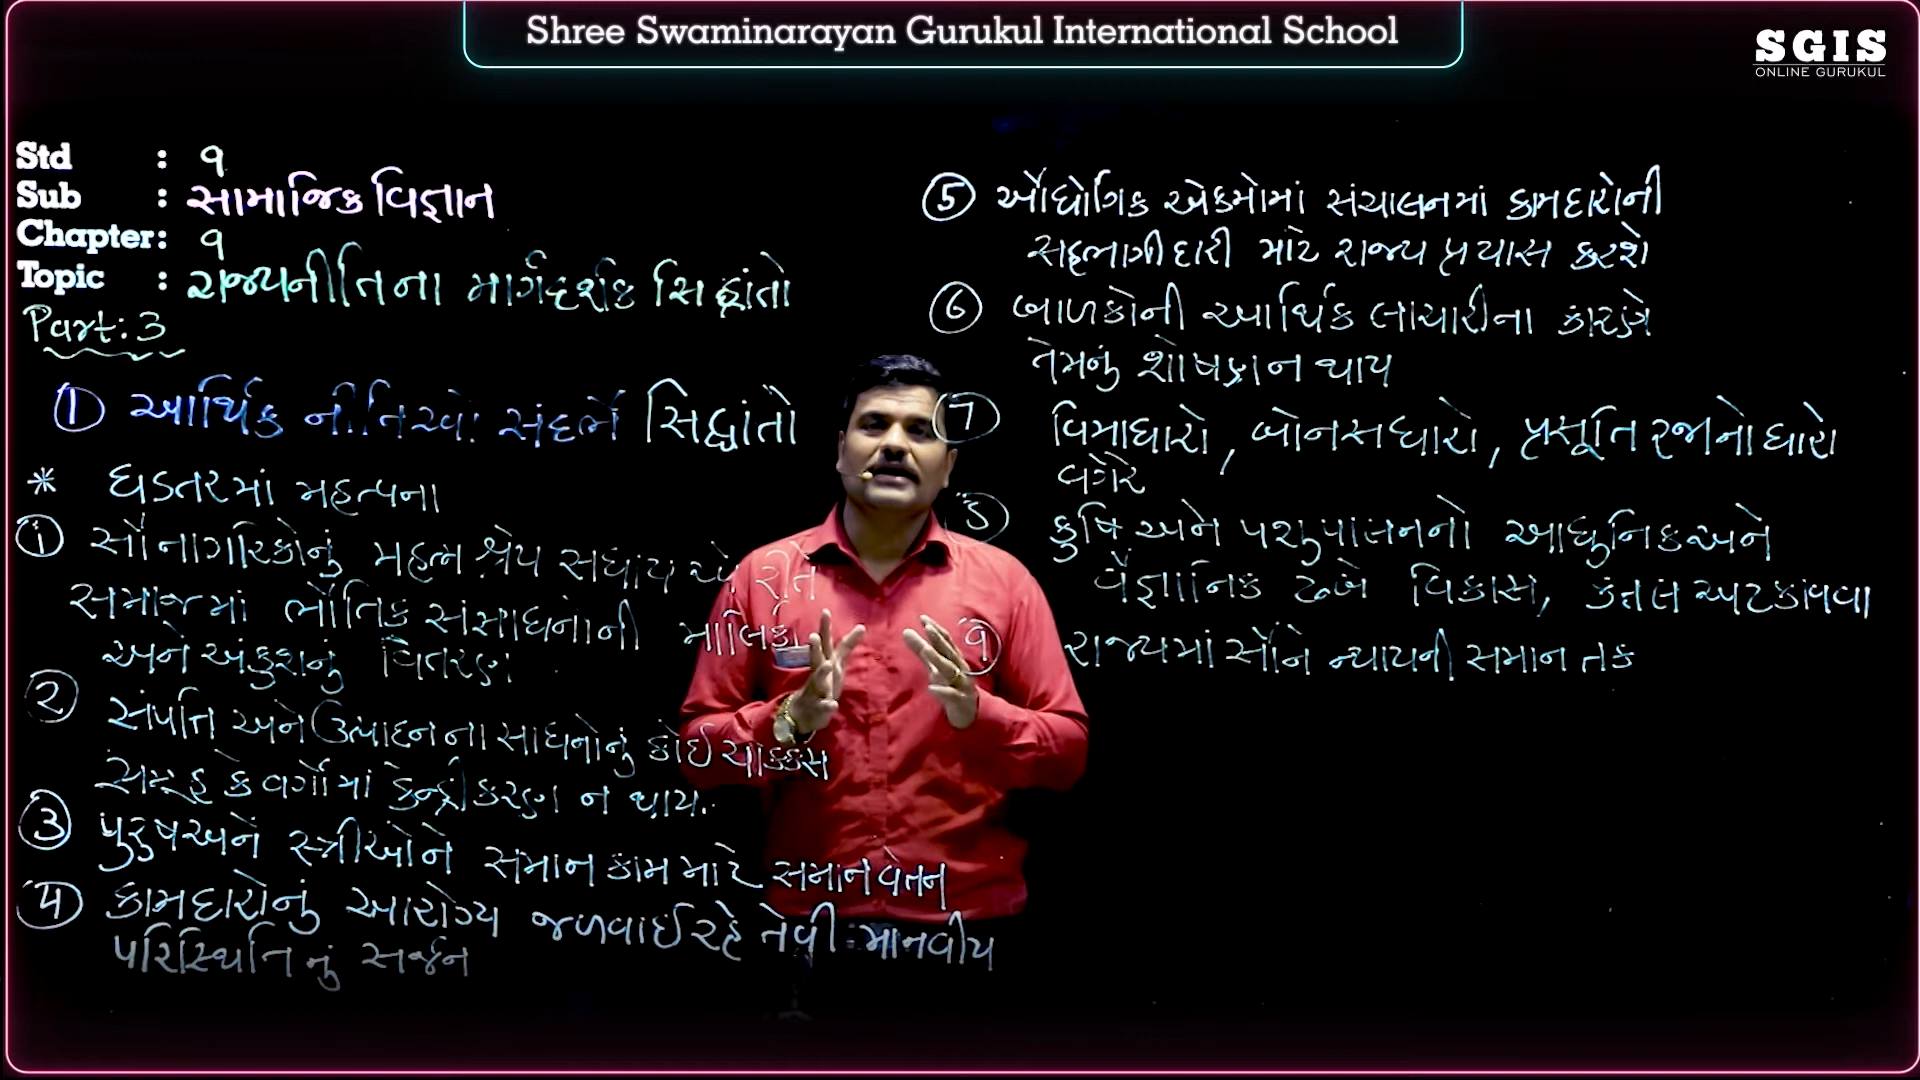 Shree Swaminarayan Gurukul International School
SGIS
ONLINE GURUKUL
Std : ૧
Sub : સામાજિક વિજ્ઞાન
Chapter: ૧
Topic : રાજ્યનીતિના માર્ગદર્શક સિદ્ધાંતો
Part: 3
① આર્થિક નીતિઓ સંદર્ભે સિદ્ધાંતો
* ઘડતરમાં મહત્વના
① સૌ નાગરિકોનું મહત્તમ શ્રેય સધાય એ રીતે
સમાજમાં ભૌતિક સંસાધનોની માલિકી
અને અંકુશનું વિતરણ
② સંપત્તિ અને ઉત્પાદનના સાધનોનું કોઈ ચોક્કસ
સમૂહ કે વર્ગોમાં કેન્દ્રીકરણ ન થાય.
③ પુરુષ અને સ્ત્રીઓને સમાન કામ માટે સમાન વેતન
④ કામદારોનું આરોગ્ય જળવાઈ રહે તેવી માનવીય
પરિસ્થિતિનું સર્જન
⑤ ઔદ્યોગિક એકમોમાં સંચાલનમાં કામદારોની
સહભાગીદારી માટે રાજ્ય પ્રયાસ કરશે
⑥ બાળકોની આર્થિક લાચારીના કારણે
તેમનું શોષણ ન થાય
⑦ વિમાધારો, બોનસધારો, પ્રસૂતિ રજાનો ધારો
વગેરે
કૃષિ અને પશુપાલનનો આધુનિક અને
વૈજ્ઞાનિક ઢબે વિકાસ, કતલ અટકાવવા
૧ રાજ્યમાં સૌને ન્યાયની સમાન તક